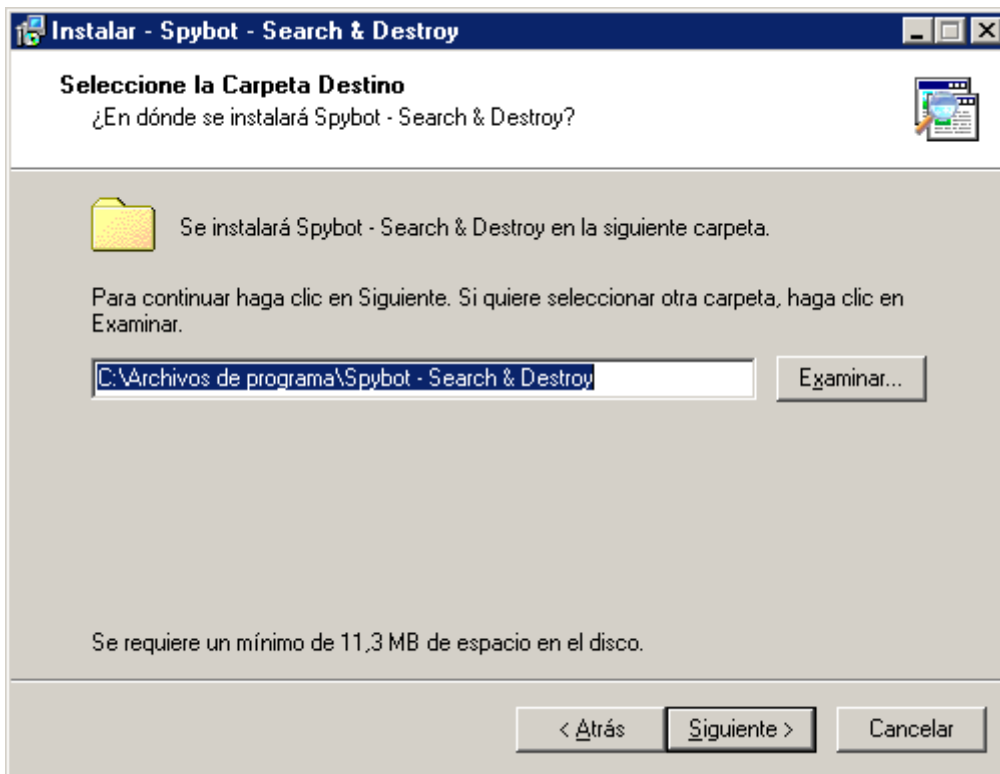 Instalar - Spybot - Search & Destroy
Seleccione la Carpeta Destino
¿En dónde se instalará Spybot - Search & Destroy?
Se instalará Spybot - Search & Destroy en la siguiente carpeta.
Para continuar haga clic en Siguiente. Si quiere seleccionar otra carpeta, haga clic en
Examinar.
C:\Archivos de programa\Spybot - Search & Destroy
Examinar...
Se requiere un mínimo de 11,3 MB de espacio en el disco.
< Atrás
Siguiente >
Cancelar